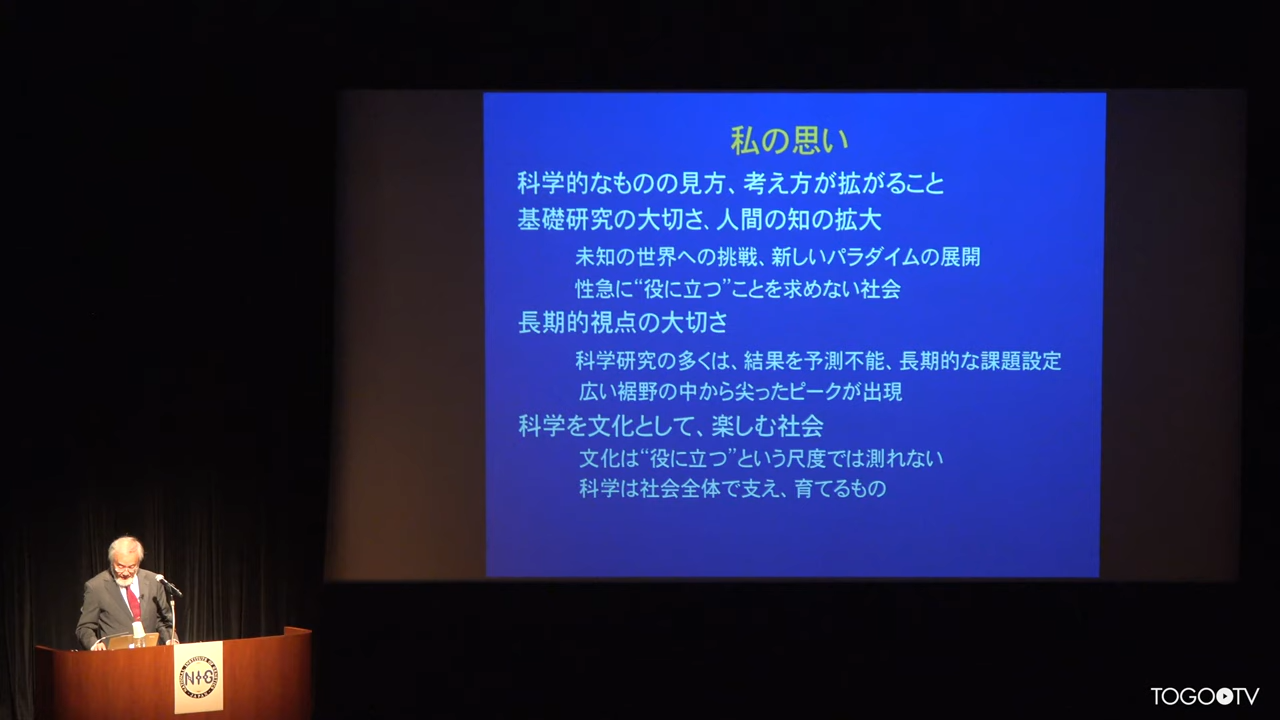 私の思い
科学的なものの見方、考え方が拡がること
基礎研究の大切さ、人間の知の拡大
未知の世界への挑戦、新しいパラダイムの展開
性急に“役に立つ”ことを求めない社会
長期的視点の大切さ
科学研究の多くは、結果を予測不能、長期的な課題設定
広い裾野の中から尖ったピークが出現
科学を文化として、楽しむ社会
文化は“役に立つ”という尺度では測れない
科学は社会全体で支え、育てるもの
NATIONAL INSTITUTE OF GENETICS
NIG
JAPAN
TOGOTV